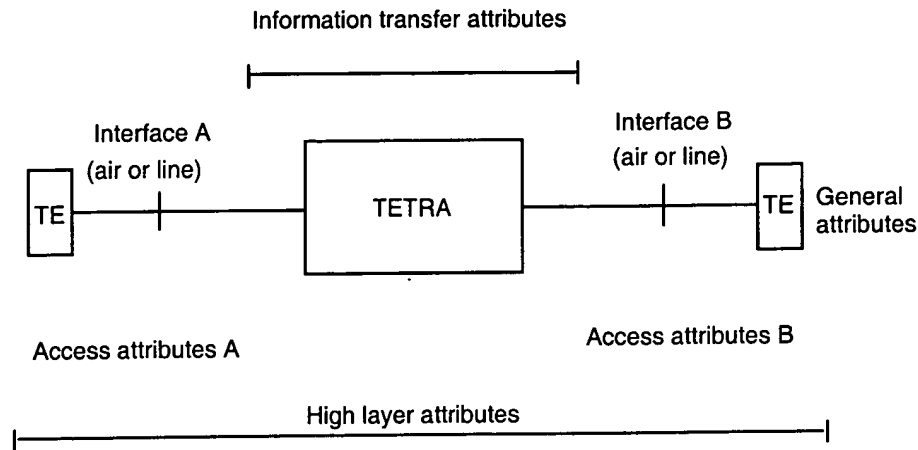 Information transfer attributes
Interface A
(air or line)
Interface B
(air or line)
TE
TETRA
TE
General
attributes
Access attributes A
Access attributes B
High layer attributes